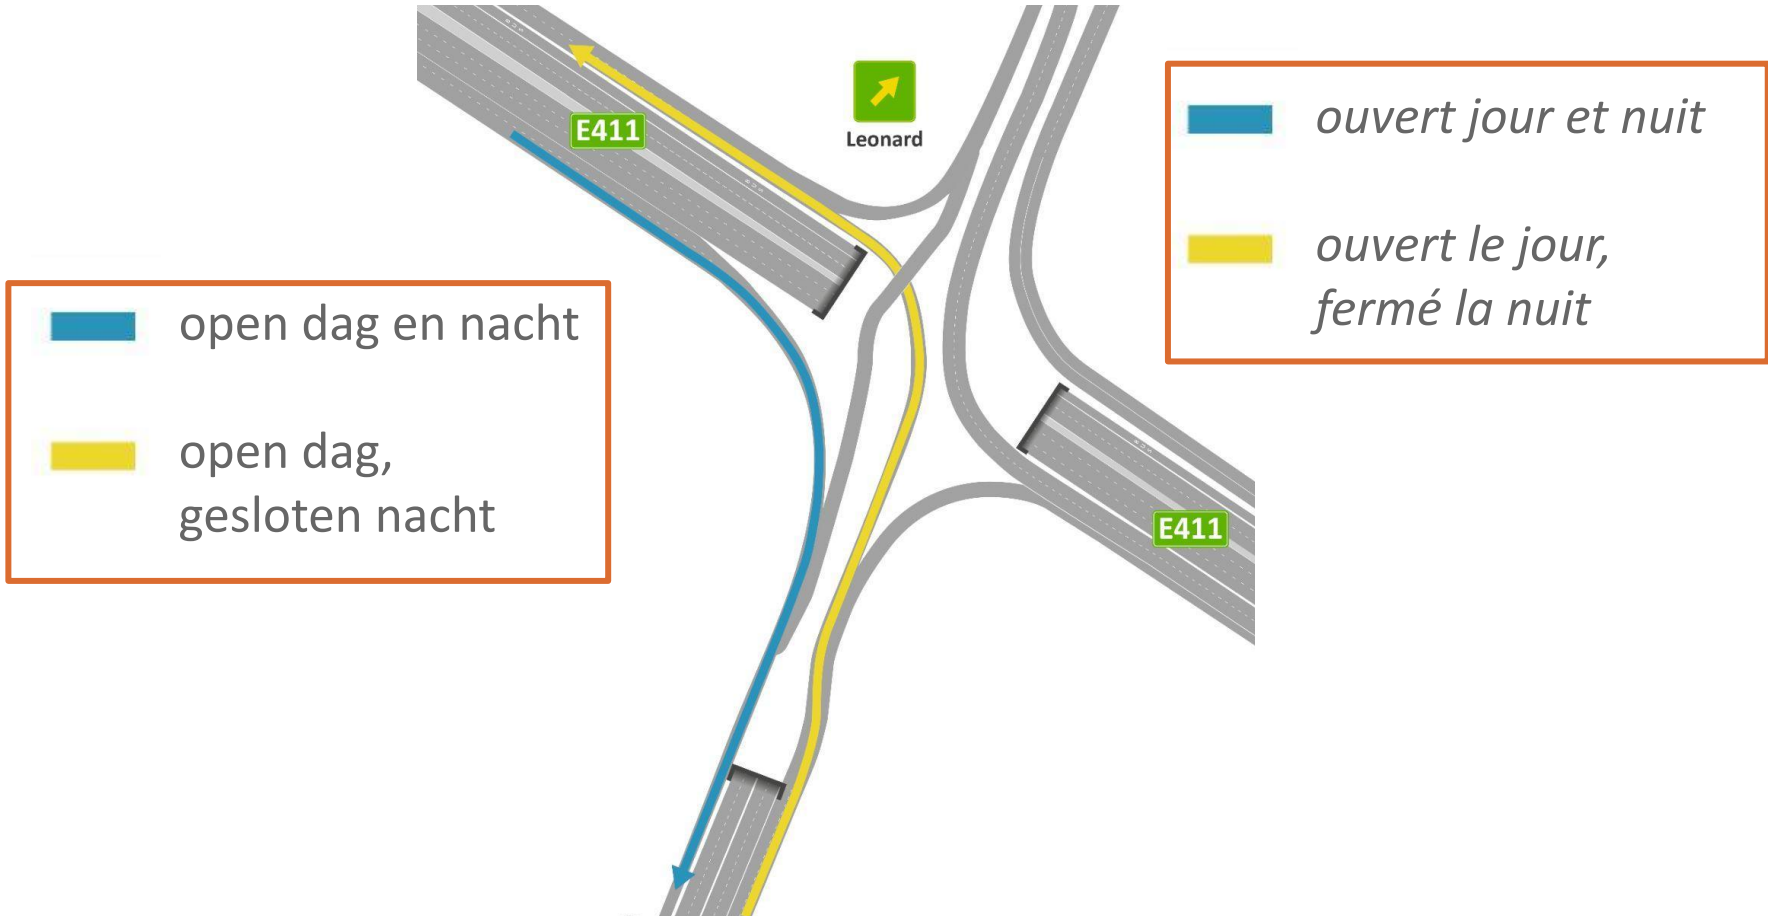 E411
Leonard
ouvert jour et nuit
ouvert le jour,
fermé la nuit
open dag en nacht
open dag,
gesloten nacht
E411